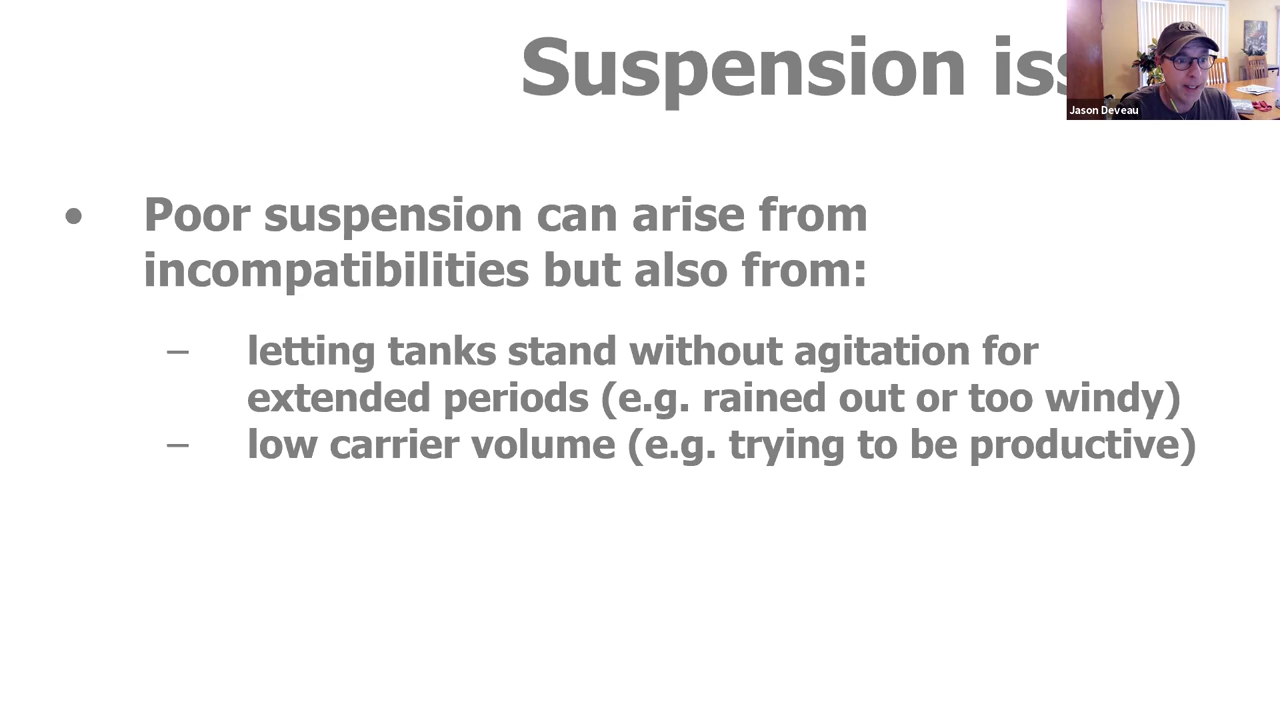 Suspension iss
Jason Deveau
• Poor suspension can arise from
incompatibilities but also from:
– letting tanks stand without agitation for
extended periods (e.g. rained out or too windy)
– low carrier volume (e.g. trying to be productive)